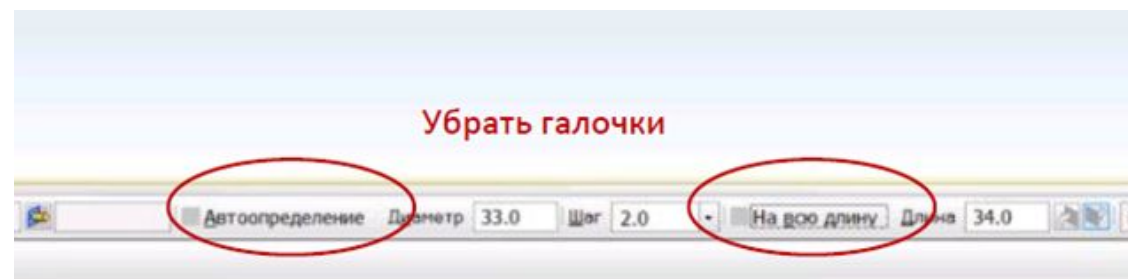 Убрать галочки
Автоопределение Диаметр 33.0 Шаг 2.0 На всю длину Длина 34.0